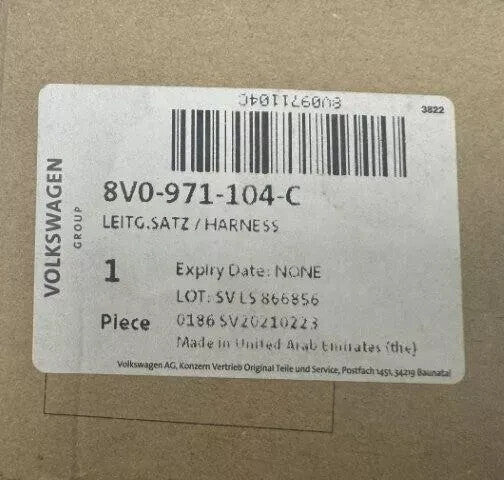 8V0971104C
3822
VOLKSWAGEN
GROUP
8V0-971-104-C
LEITG.SATZ / HARNESS
1
Expiry Date: NONE
LOT: SV LS 866856
Piece
0186 SV20210223
Made in United Arab Emirates (the)
Volkswagen AG, Konzern Vertrieb Original Teile und Service, Postfach 1451, 34219 Baunatal